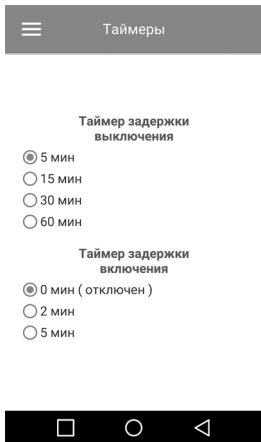 Таймеры
Таймер задержки
выключения
5 мин
15 мин
30 мин
60 мин
Таймер задержки
включения
0 мин ( отключен )
2 мин
5 мин